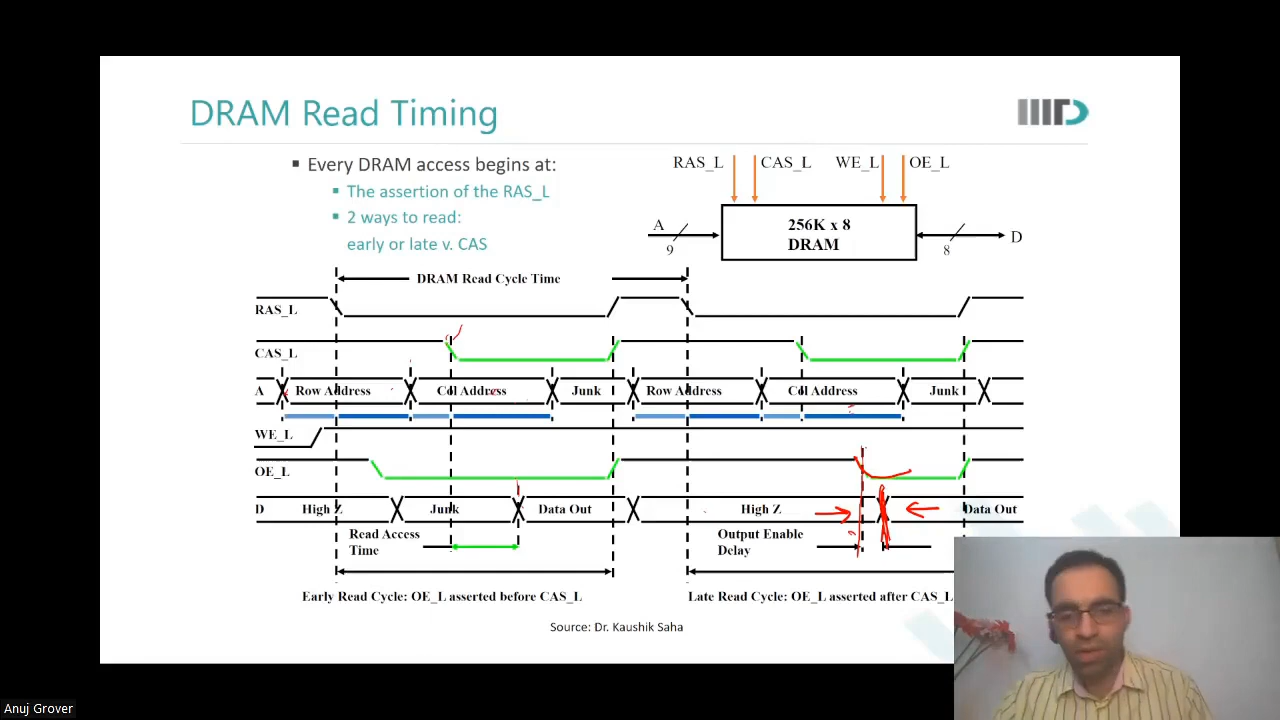 DRAM Read Timing
IIITD
Every DRAM access begins at:
The assertion of the RAS_L
2 ways to read:
early or late v. CAS
RAS_L CAS_L WE_L OE_L
A 9
256K x 8
DRAM
8 D
DRAM Read Cycle Time
RAS_L
CAS_L
A Row Address Col Address Junk Row Address Col Address Junk
WE_L
OE_L
D High Z Junk Data Out High Z Data Out
Read Access
Time
Output Enable
Delay
Early Read Cycle: OE_L asserted before CAS_L
Late Read Cycle: OE_L asserted after CAS_L
Source: Dr. Kaushik Saha
Anuj Grover